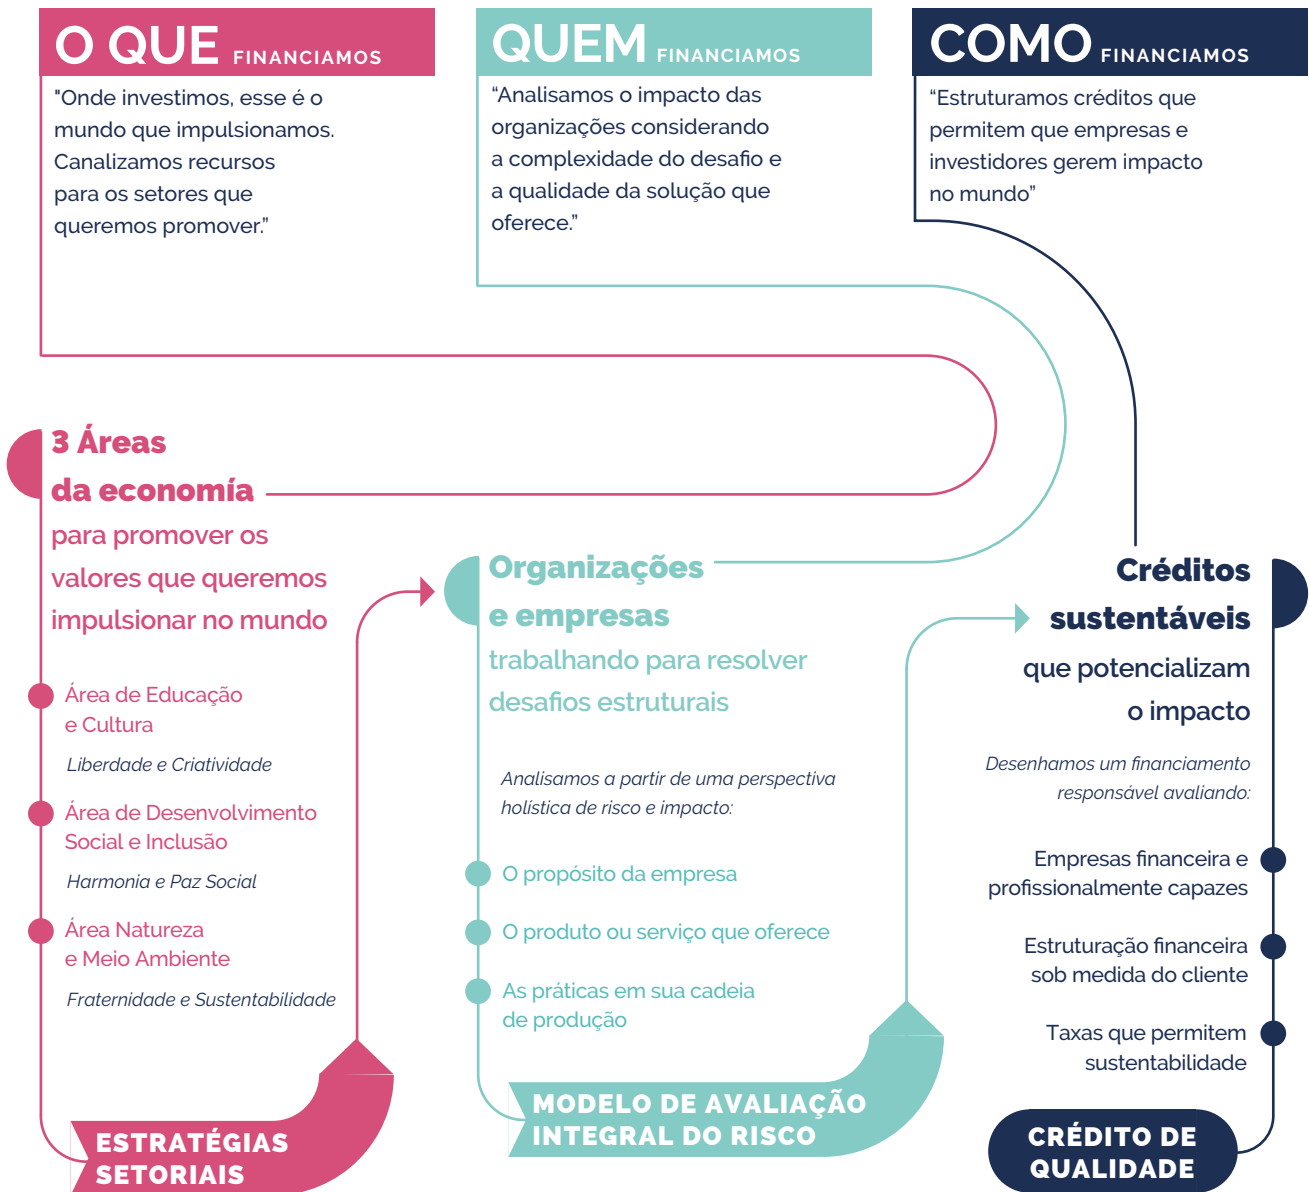 O QUE FINANCIAMOS
"Onde investimos, esse é o
mundo que impulsionamos.
Canalizamos recursos
para os setores que
queremos promover.”
QUEM FINANCIAMOS
“Analisamos o impacto das
organizações considerando
a complexidade do desafio e
a qualidade da solução que
oferece.”
COMO FINANCIAMOS
“Estruturamos créditos que
permitem que empresas e
investidores gerem impacto
no mundo”
3 Áreas
da economía
para promover os
valores que queremos
impulsionar no mundo
Área de Educação
e Cultura
Liberdade e Criatividade
Área de Desenvolvimento
Social e Inclusão
Harmonia e Paz Social
Área Natureza
e Meio Ambiente
Fraternidade e Sustentabilidade
ESTRATÉGIAS
SETORIAIS
Organizações
e empresas
trabalhando para resolver
desafios estruturais
Analisamos a partir de uma perspectiva
holística de risco e impacto:
O propósito da empresa
O produto ou serviço que oferece
As práticas em sua cadeia
de produção
MODELO DE AVALIAÇÃO
INTEGRAL DO RISCO
Créditos
sustentáveis
que potencializam
o impacto
Desenhamos um financiamento
responsável avaliando:
Empresas financeira e
profissionalmente capazes
Estruturação financeira
sob medida do cliente
Taxas que permitem
sustentabilidade
CRÉDITO DE
QUALIDADE